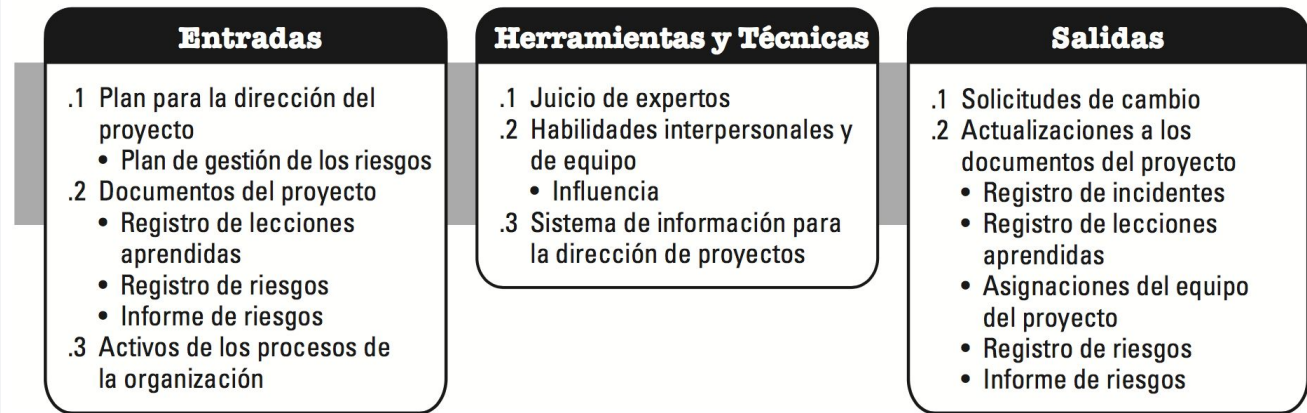 Entradas
.1 Plan para la dirección del
proyecto
• Plan de gestión de los riesgos
.2 Documentos del proyecto
• Registro de lecciones
aprendidas
• Registro de riesgos
• Informe de riesgos
.3 Activos de los procesos de
la organización
Herramientas y Técnicas
.1 Juicio de expertos
.2 Habilidades interpersonales y
de equipo
• Influencia
.3 Sistema de información para
la dirección de proyectos
Salidas
.1 Solicitudes de cambio
.2 Actualizaciones a los
documentos del proyecto
• Registro de incidentes
• Registro de lecciones
aprendidas
• Asignaciones del equipo
del proyecto
• Registro de riesgos
• Informe de riesgos